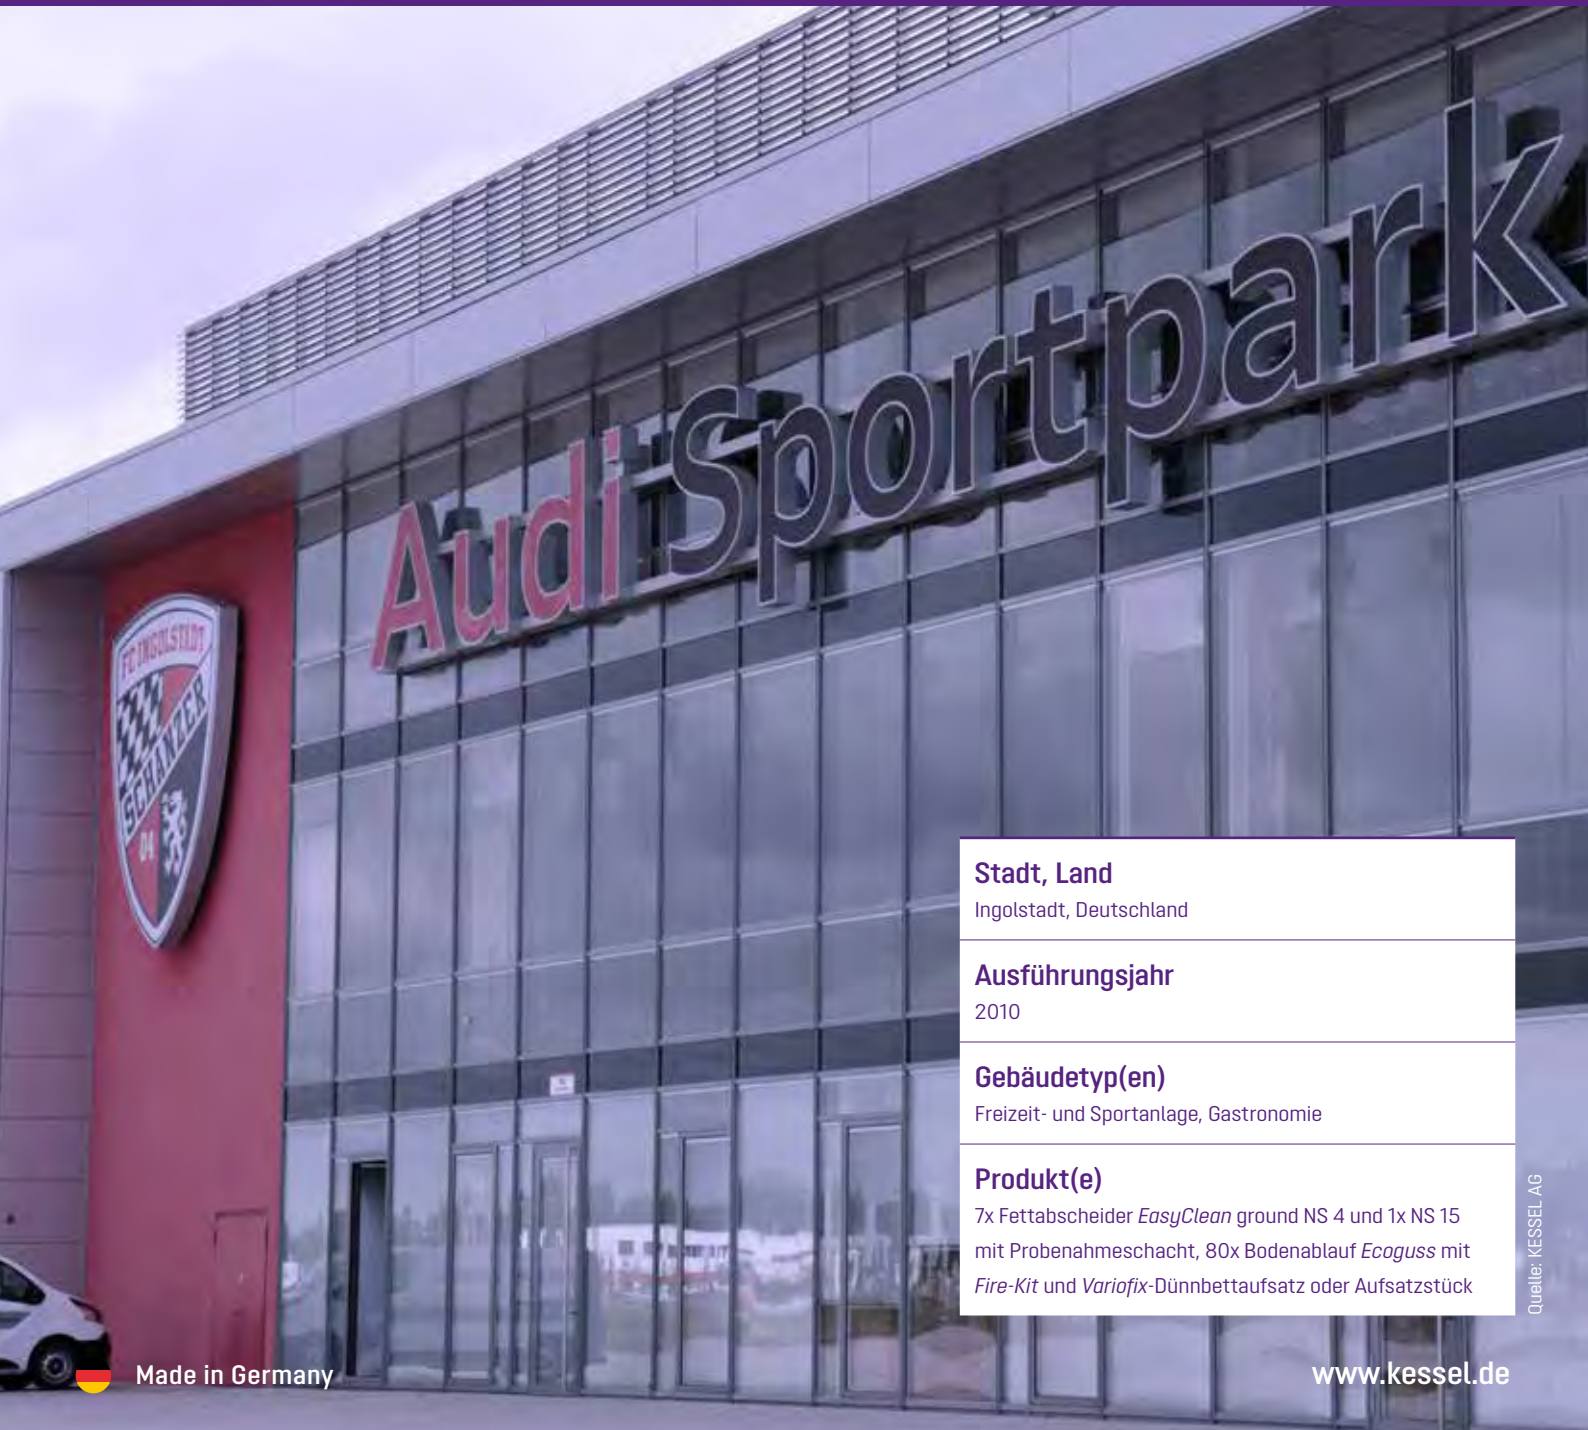 Audi Sportpark
FC INGOLSTADT
SCHANZER
04
Stadt, Land
Ingolstadt, Deutschland
Ausführungsjahr
2010
Gebäudetyp(en)
Freizeit- und Sportanlage, Gastronomie
Produkt(e)
7x Fettabscheider EasyClean ground NS 4 und 1x NS 15
mit Probenahmeschacht, 80x Bodenablauf Ecoguss mit
Fire-Kit und Variofix-Dünnbettaufsatz oder Aufsatzstück
Quelle: KESSEL AG
Made in Germany
www.kessel.de